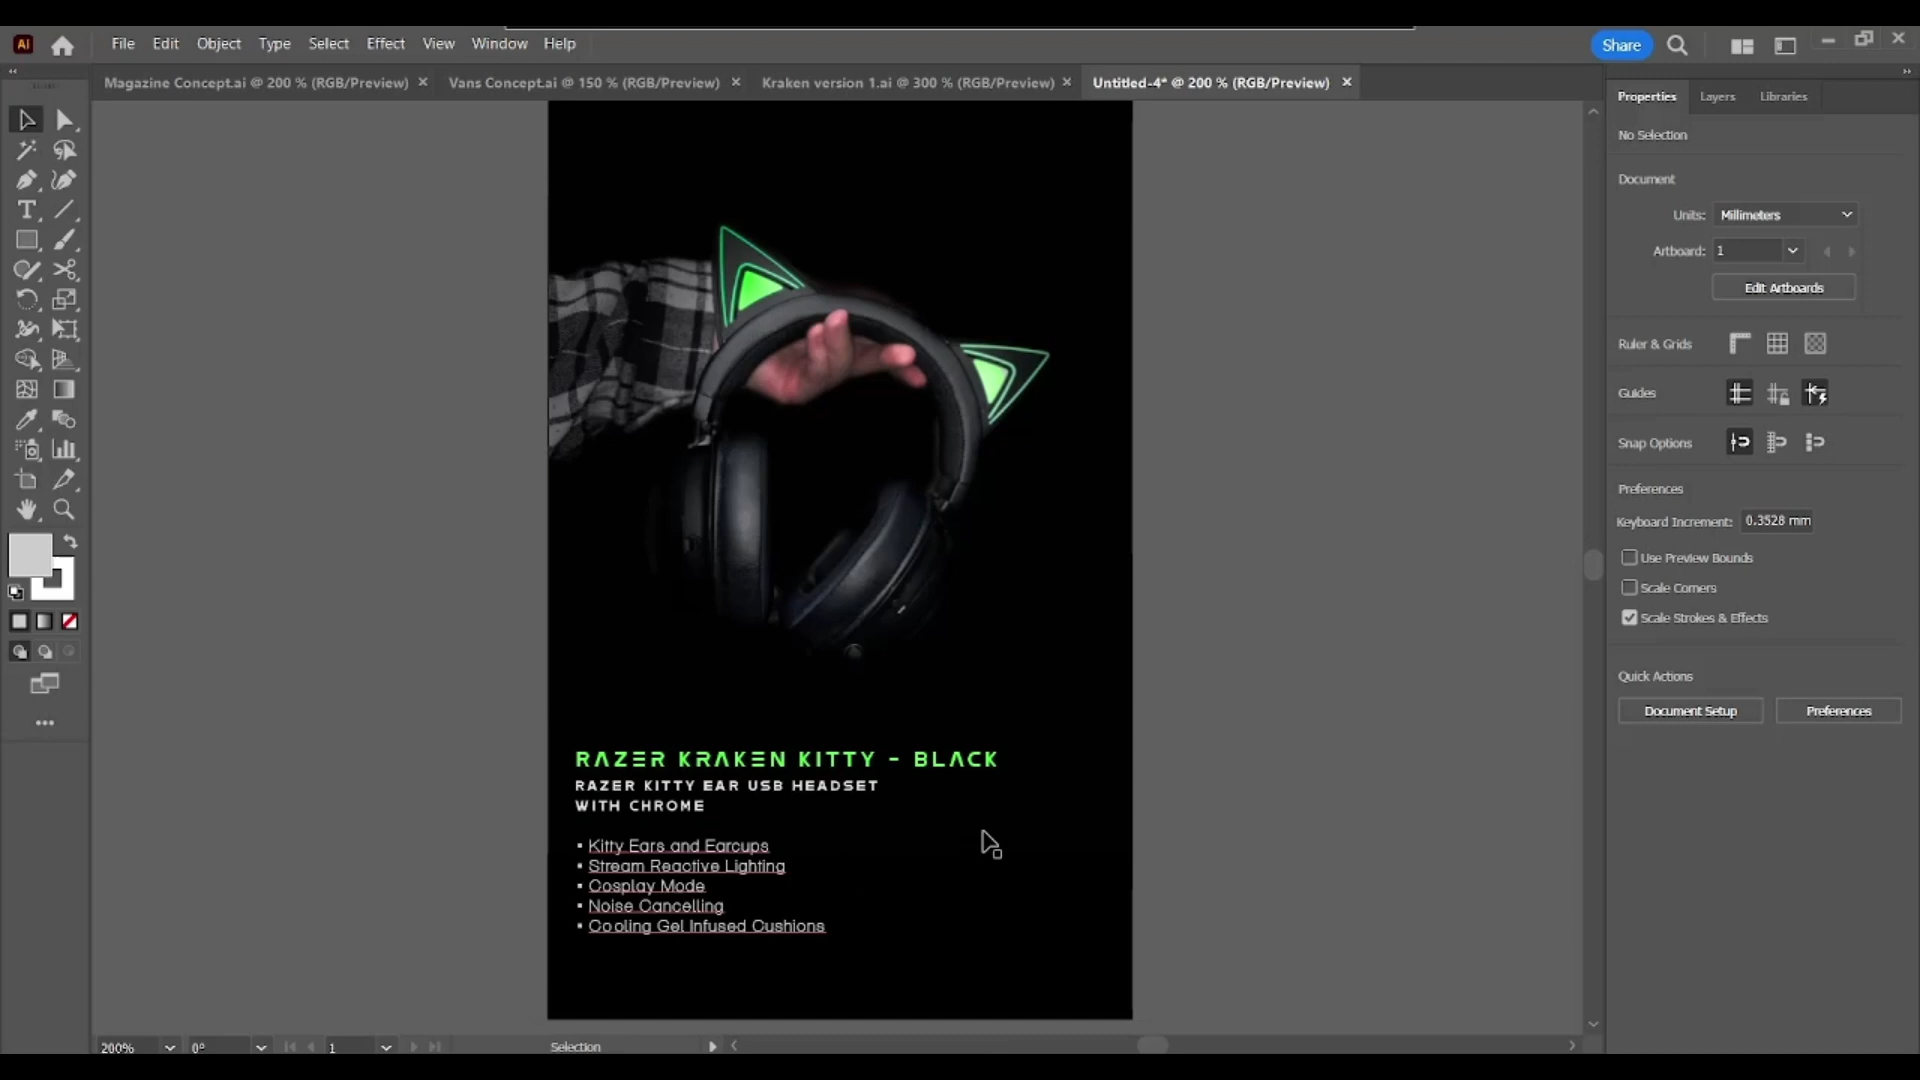 Ai File Edit Object Type Select Effect View Window Help Share
Magazine Concept.ai @ 200 % (RGB/Preview) Vans Concept.ai @ 150 % (RGB/Preview) Kraken version 1.ai @ 300 % (RGB/Preview) Untitled-4* @ 200 % (RGB/Preview)
Properties Layers Libraries
No Selection
Document
Units: Millimeters
Artboard: 1
Edit Artboards
Ruler & Grids
Guides
Snap Options
Preferences
Keyboard Increment: 0.3528 mm
Use Preview Bounds
Scale Corners
Scale Strokes & Effects
Quick Actions
Document Setup Preferences
RAZER KRAKEN KITTY - BLACK
RAZER KITTY EAR USB HEADSET
WITH CHROME
• Kitty Ears and Earcups
• Stream Reactive Lighting
• Cosplay Mode
• Noise Cancelling
• Cooling Gel Infused Cushions
200% 0° 1 Selection